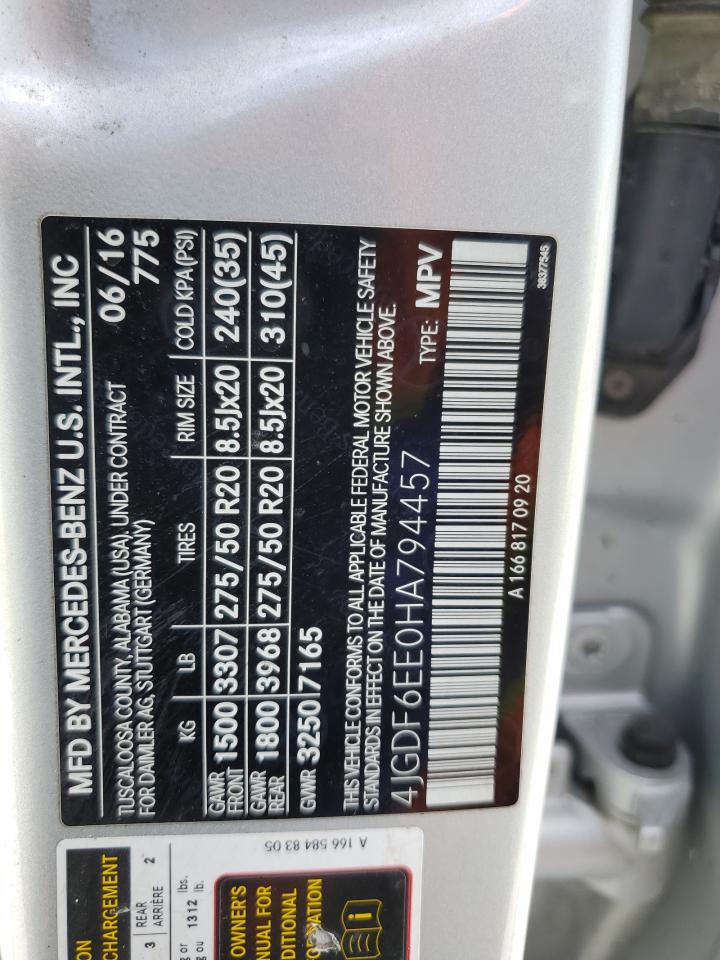 MFD BY MERCEDES-BENZ U.S. INTL., INC
TUSCALOOSA COUNTY, ALABAMA (USA), UNDER CONTRACT 06/16
FOR DAIMLER AG, STUTTGART (GERMANY) 775
KG LB TIRES RIM SIZE COLD KPA(PSI)
GAWR FRONT 1500 3307 275/50 R20 8.5Jx20 240(35)
GAWR REAR 1800 3968 275/50 R20 8.5Jx20 310(45)
GVWR 3250 7165
THIS VEHICLE CONFORMS TO ALL APPLICABLE FEDERAL MOTOR VEHICLE SAFETY
STANDARDS IN EFFECT ON THE DATE OF MANUFACTURE SHOWN ABOVE.
4JGDF6EE0HA794457 TYPE: MPV
A 166 817 09 20
38377545
A 166 584 83 05
CHARGEMENT
3 REAR 2
ARRIÈRE
or lbs.
ou 1312 lb.
OWNER'S
FOR